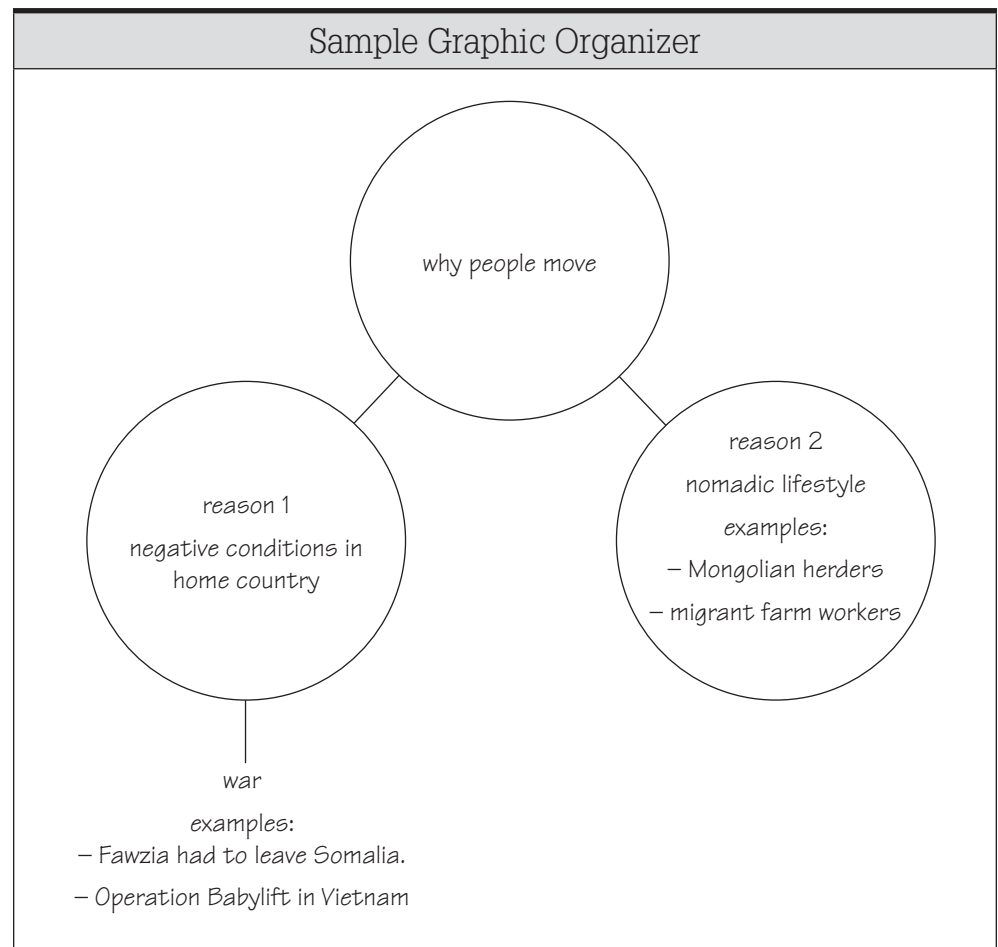 Sample Graphic Organizer
why people move
reason 1
negative conditions in
home country
war
examples:
– Fawzia had to leave Somalia.
– Operation Babylift in Vietnam
reason 2
nomadic lifestyle
examples:
– Mongolian herders
– migrant farm workers